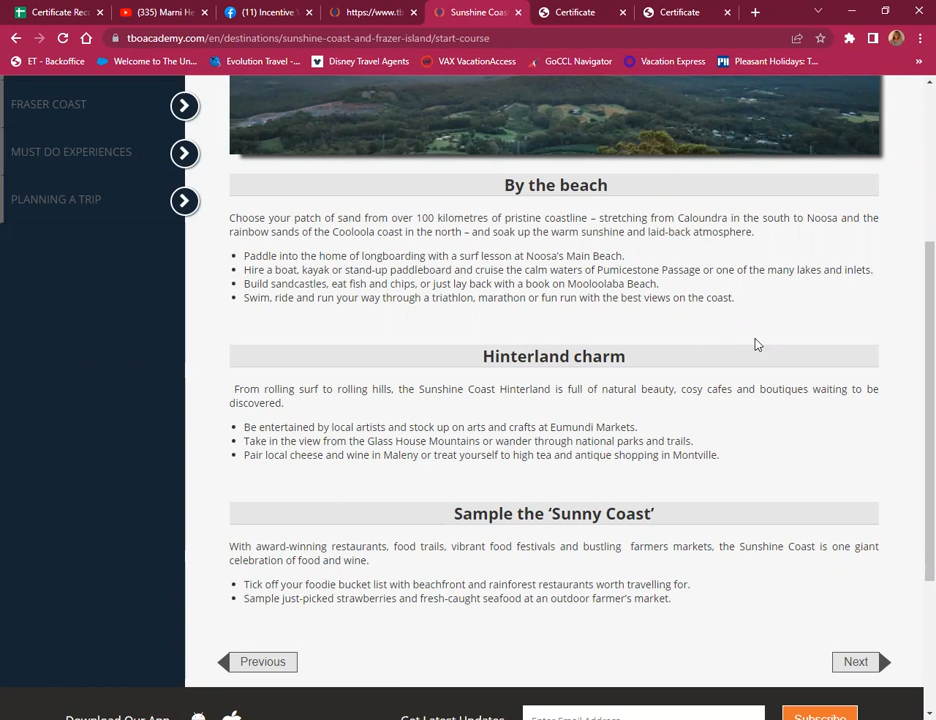 Certificate Rec
(335) Marni He
(11) Incentive
https://www.tb
Sunshine Coas
Certificate
Certificate
tboacademy.com/en/destinations/sunshine-coast-and-frazer-island/start-course
ET - Backoffice
Welcome to The Un...
Evolution Travel -...
Disney Travel Agents
VAX VacationAccess
GoCCL Navigator
Vacation Express
Pleasant Holidays: T...
»
FRASER COAST
MUST DO EXPERIENCES
PLANNING A TRIP
By the beach
Choose your patch of sand from over 100 kilometres of pristine coastline – stretching from Caloundra in the south to Noosa and the
rainbow sands of the Cooloola coast in the north – and soak up the warm sunshine and laid-back atmosphere.
• Paddle into the home of longboarding with a surf lesson at Noosa's Main Beach.
• Hire a boat, kayak or stand-up paddleboard and cruise the calm waters of Pumicestone Passage or one of the many lakes and inlets.
• Build sandcastles, eat fish and chips, or just lay back with a book on Mooloolaba Beach.
• Swim, ride and run your way through a triathlon, marathon or fun run with the best views on the coast.
Hinterland charm
From rolling surf to rolling hills, the Sunshine Coast Hinterland is full of natural beauty, cosy cafes and boutiques waiting to be
discovered.
• Be entertained by local artists and stock up on arts and crafts at Eumundi Markets.
• Take in the view from the Glass House Mountains or wander through national parks and trails.
• Pair local cheese and wine in Maleny or treat yourself to high tea and antique shopping in Montville.
Sample the 'Sunny Coast'
With award-winning restaurants, food trails, vibrant food festivals and bustling farmers markets, the Sunshine Coast is one giant
celebration of food and wine.
• Tick off your foodie bucket list with beachfront and rainforest restaurants worth travelling for.
• Sample just-picked strawberries and fresh-caught seafood at an outdoor farmer's market.
Previous
Next
Download Our App
Get Latest Updates
Enter Email Address
Subscribe